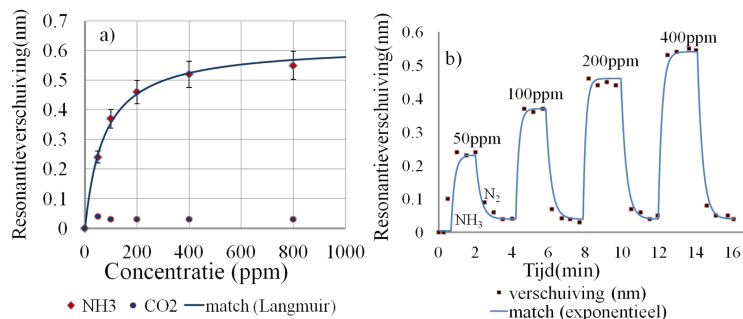 a)
Resonantieverschuiving(nm)
0.7
0.6
0.5
0.4
0.3
0.2
0.1
0
0 200 400 600 800 1000
Concentratie (ppm)
NH3 CO2 match (Langmuir)
b)
Resonantieverschuiving(nm)
0.6
0.5
0.4
0.3
0.2
0.1
0
50ppm
100ppm
200ppm
400ppm
NH₃
N₂
0 2 4 6 8 10 12 14 16
Tijd(min)
verschuiving (nm)
match (exponentieel)